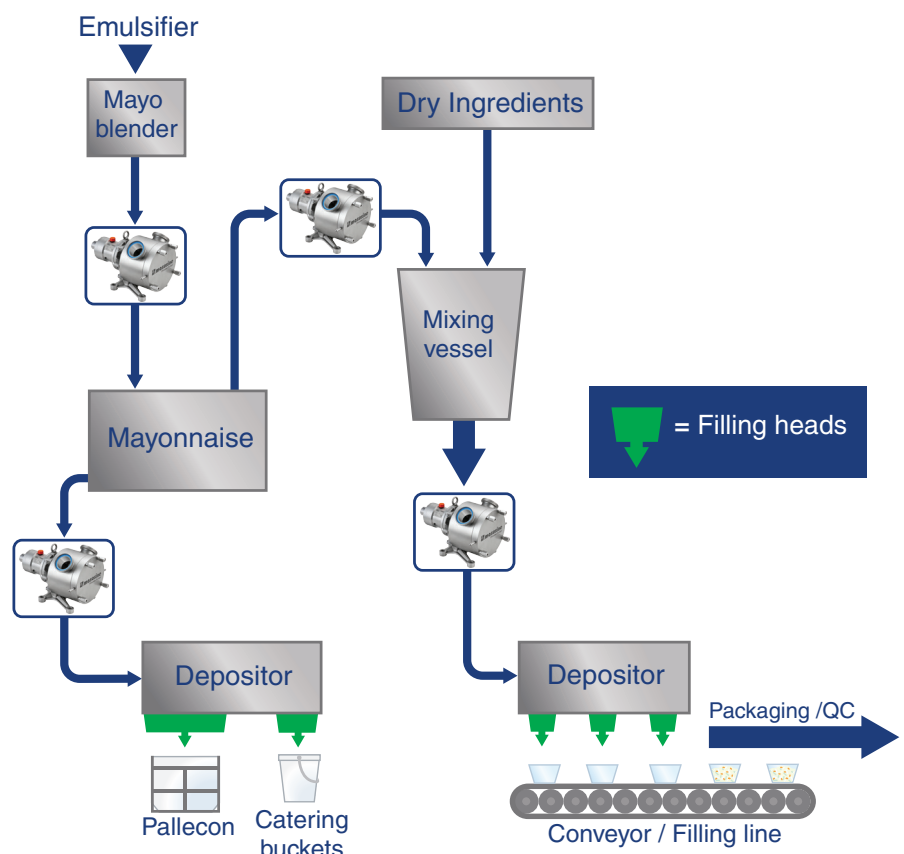 Emulsifier
Mayo
blender
Dry Ingredients
Mixing
vessel
Mayonnaise
= Filling heads
Depositor
Depositor
Packaging /QC
Pallecon
Catering
buckets
Conveyor / Filling line